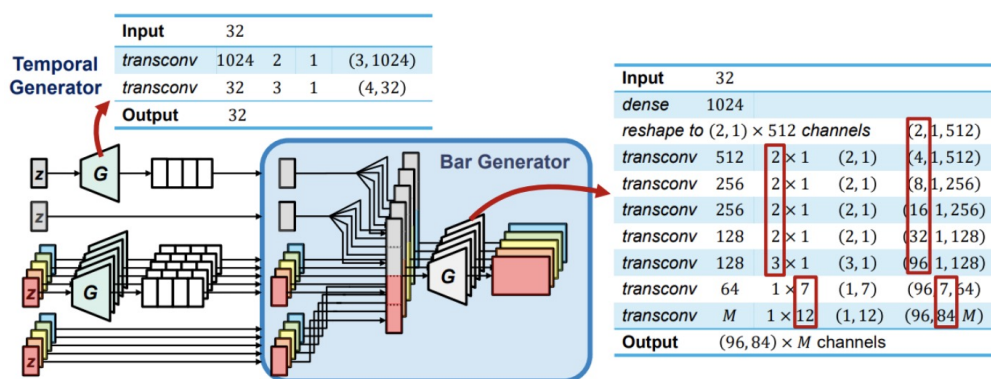 Temporal
Generator
Input 32
transconv 1024 2 1 (3, 1024)
transconv 32 3 1 (4, 32)
Output 32
z
G
z
z
G
z
Bar Generator
G
Input 32
dense 1024
reshape to (2, 1) × 512 channels (2, 1, 512)
transconv 512 2 × 1 (2, 1) (4, 1, 512)
transconv 256 2 × 1 (2, 1) (8, 1, 256)
transconv 256 2 × 1 (2, 1) (16, 1, 256)
transconv 128 2 × 1 (2, 1) (32, 1, 128)
transconv 128 3 × 1 (3, 1) (96, 1, 128)
transconv 64 1 × 7 (1, 7) (96, 7, 64)
transconv M 1 × 12 (1, 12) (96, 84, M)
Output (96, 84) × M channels